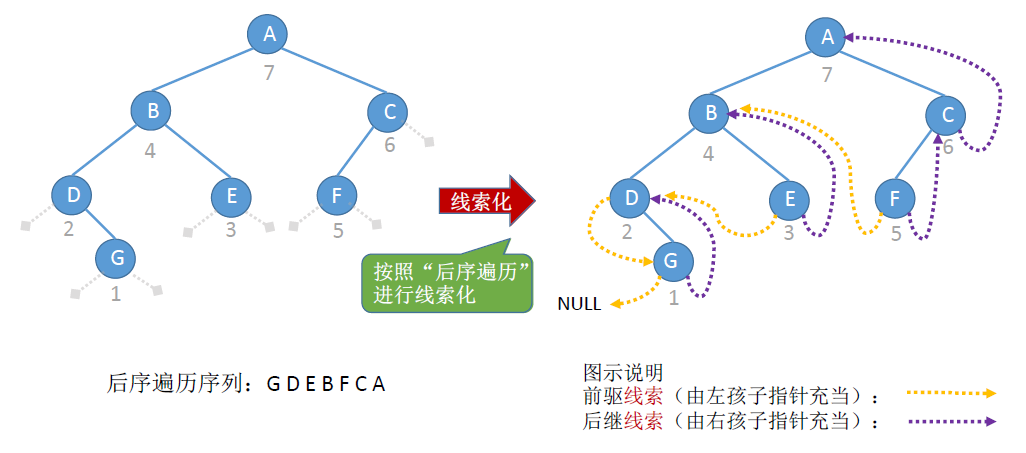 A
7
B
4
C
6
D
2
E
3
F
5
G
1
线索化
按照“后序遍历”
进行线索化
A
7
B
4
C
6
D
2
E
3
F
5
G
1
NULL
后序遍历序列：G D E B F C A
图示说明
前驱线索（由左孩子指针充当）：
后继线索（由右孩子指针充当）：